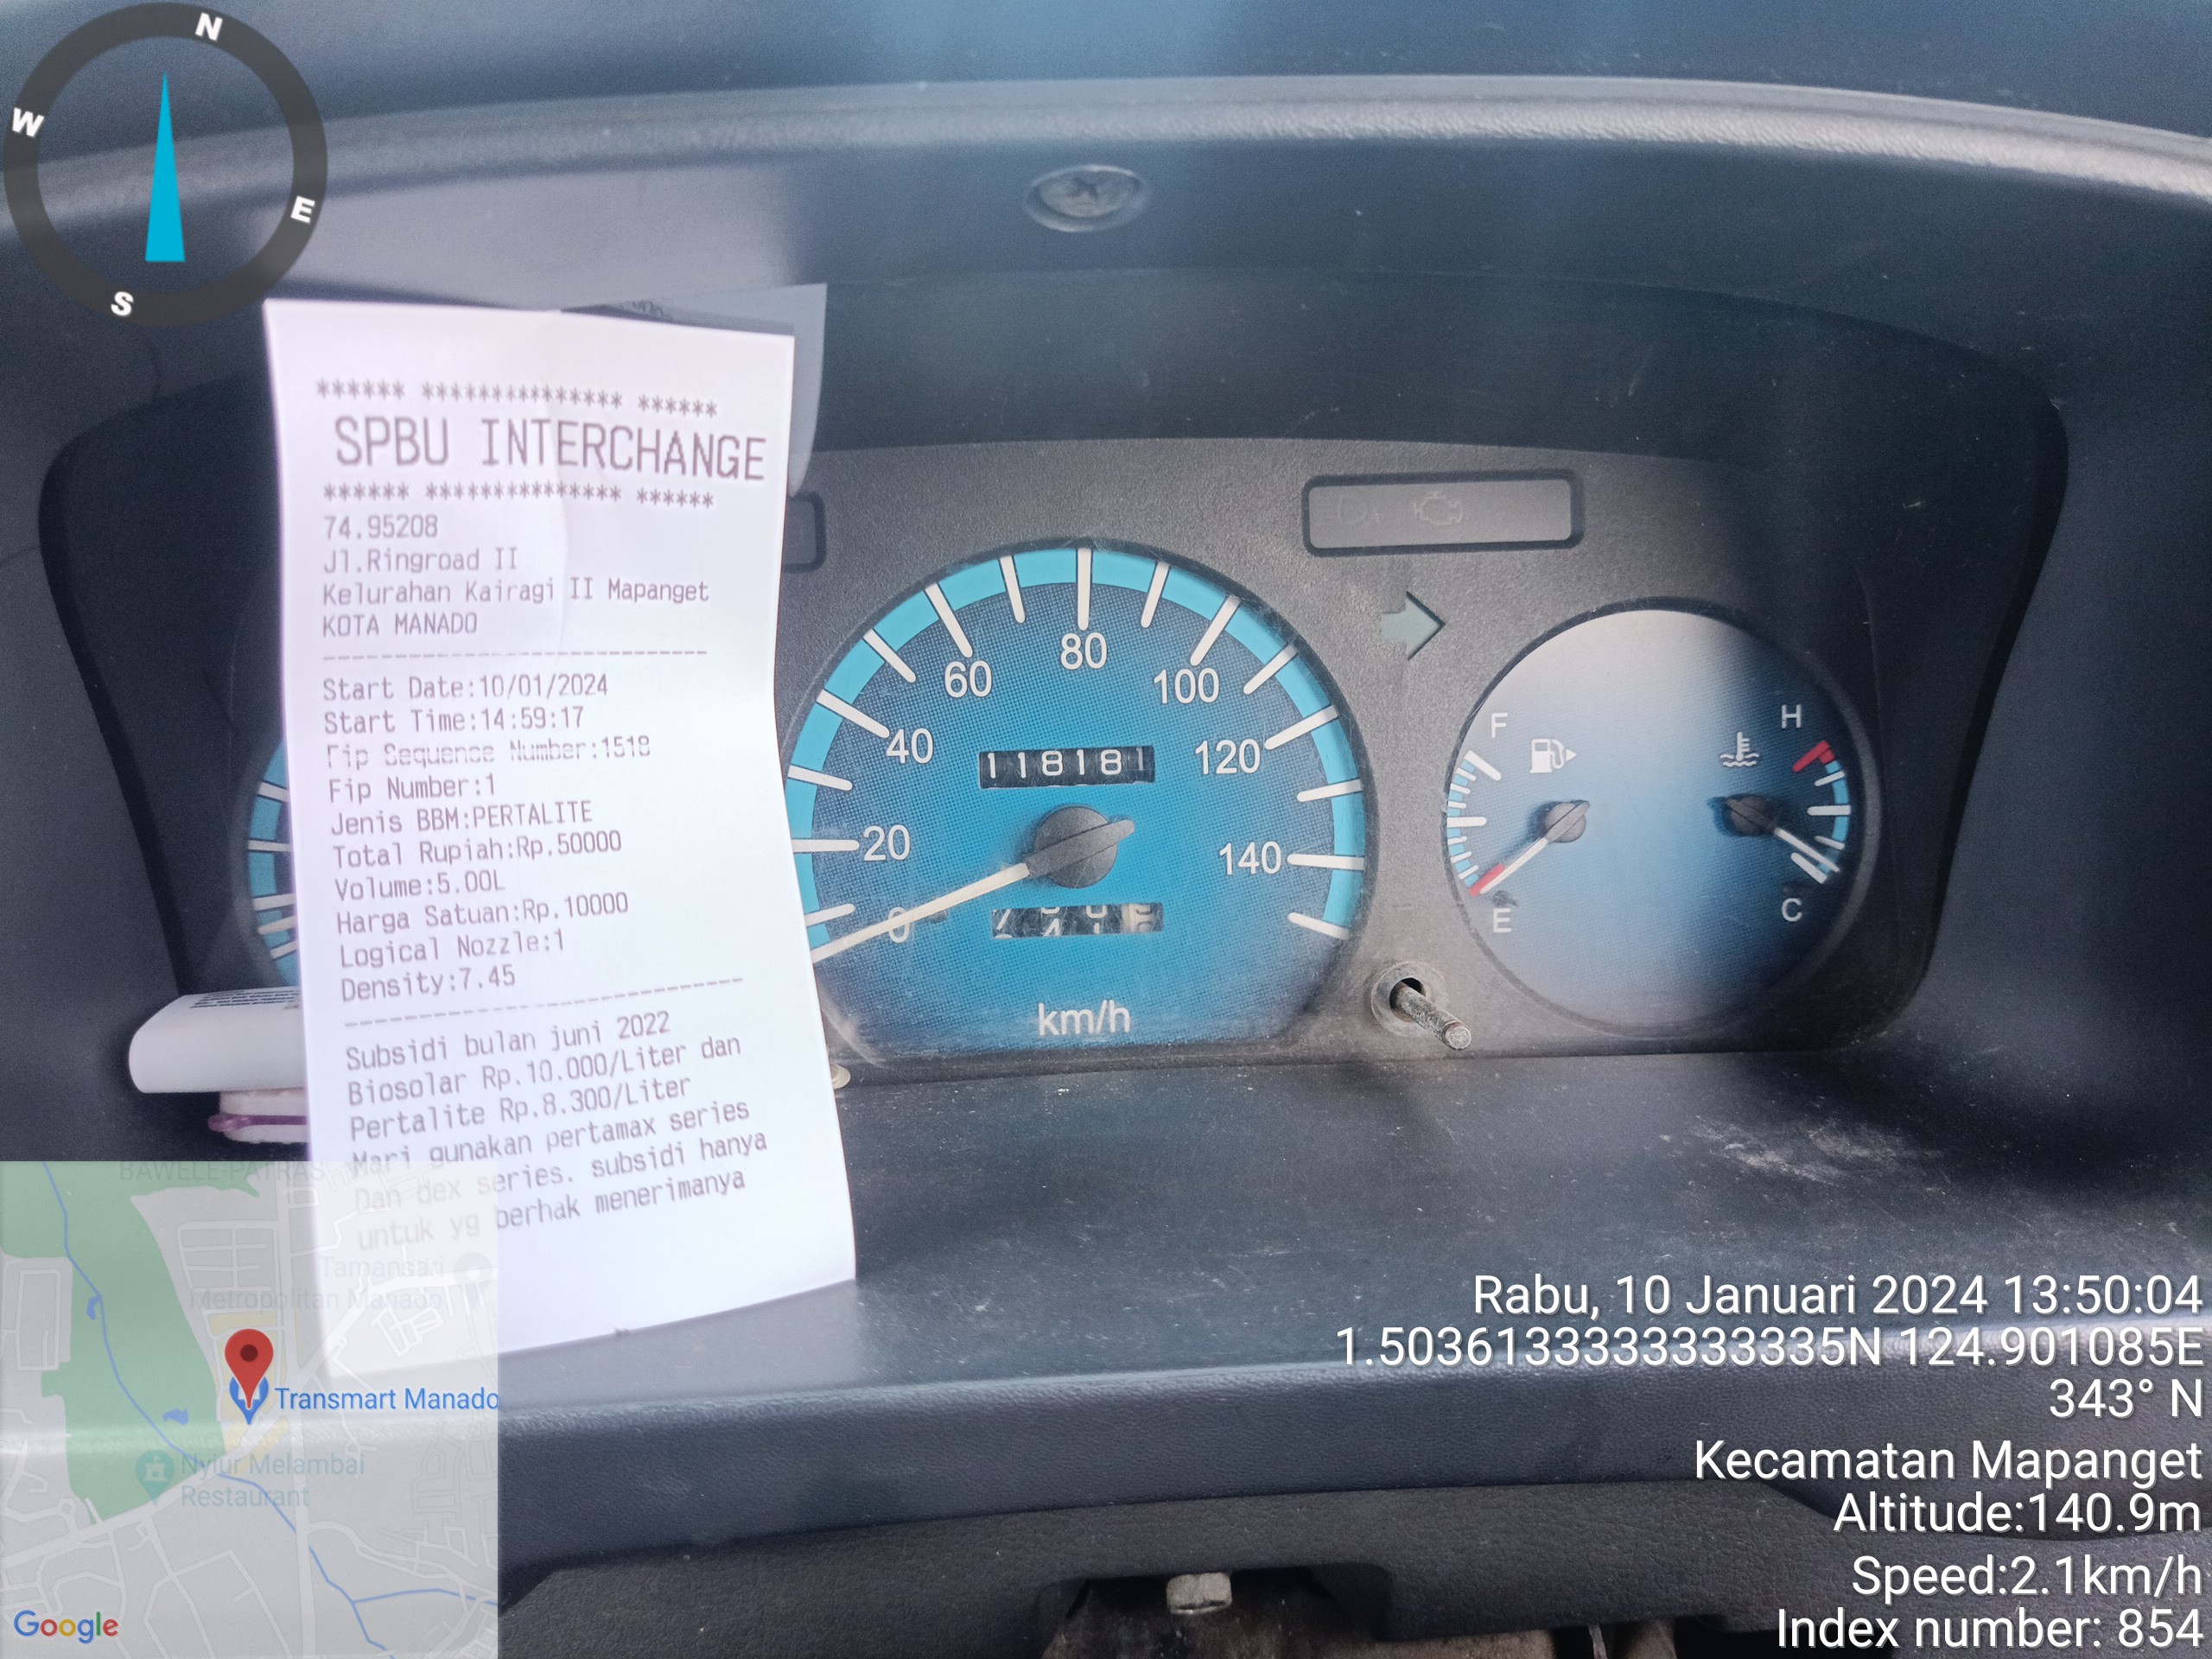 N
W
E
S
****** ************** ******
SPBU INTERCHANGE
****** ************** ******
74.95208
Jl.Ringroad II
Kelurahan Kairagi II Mapanget
KOTA MANADO
Start Date:10/01/2024
Start Time:14:59:17
Fip Sequence Number:1518
Fip Number:1
Jenis BBM:PERTALITE
Total Rupiah:Rp.50000
Volume:5.00L
Harga Satuan:Rp.10000
Logical Nozzle:1
Density:7.45
Subsidi bulan juni 2022
Biosolar Rp.10.000/Liter dan
Pertalite Rp.8.300/Liter
Mari gunakan pertamax series
Dan dex series. subsidi hanya
untuk yg berhak menerimanya
0
20
40
60
80
100
120
140
118181
km/h
F
E
H
C
BAWELE-PATRAS
Tamansari
Metropolitan Manado
Transmart Manado
Nyiur Melambai
Restaurant
Google
Rabu, 10 Januari 2024 13:50:04
1.5036133333333335N 124.901085E
343° N
Kecamatan Mapanget
Altitude:140.9m
Speed:2.1km/h
Index number: 854